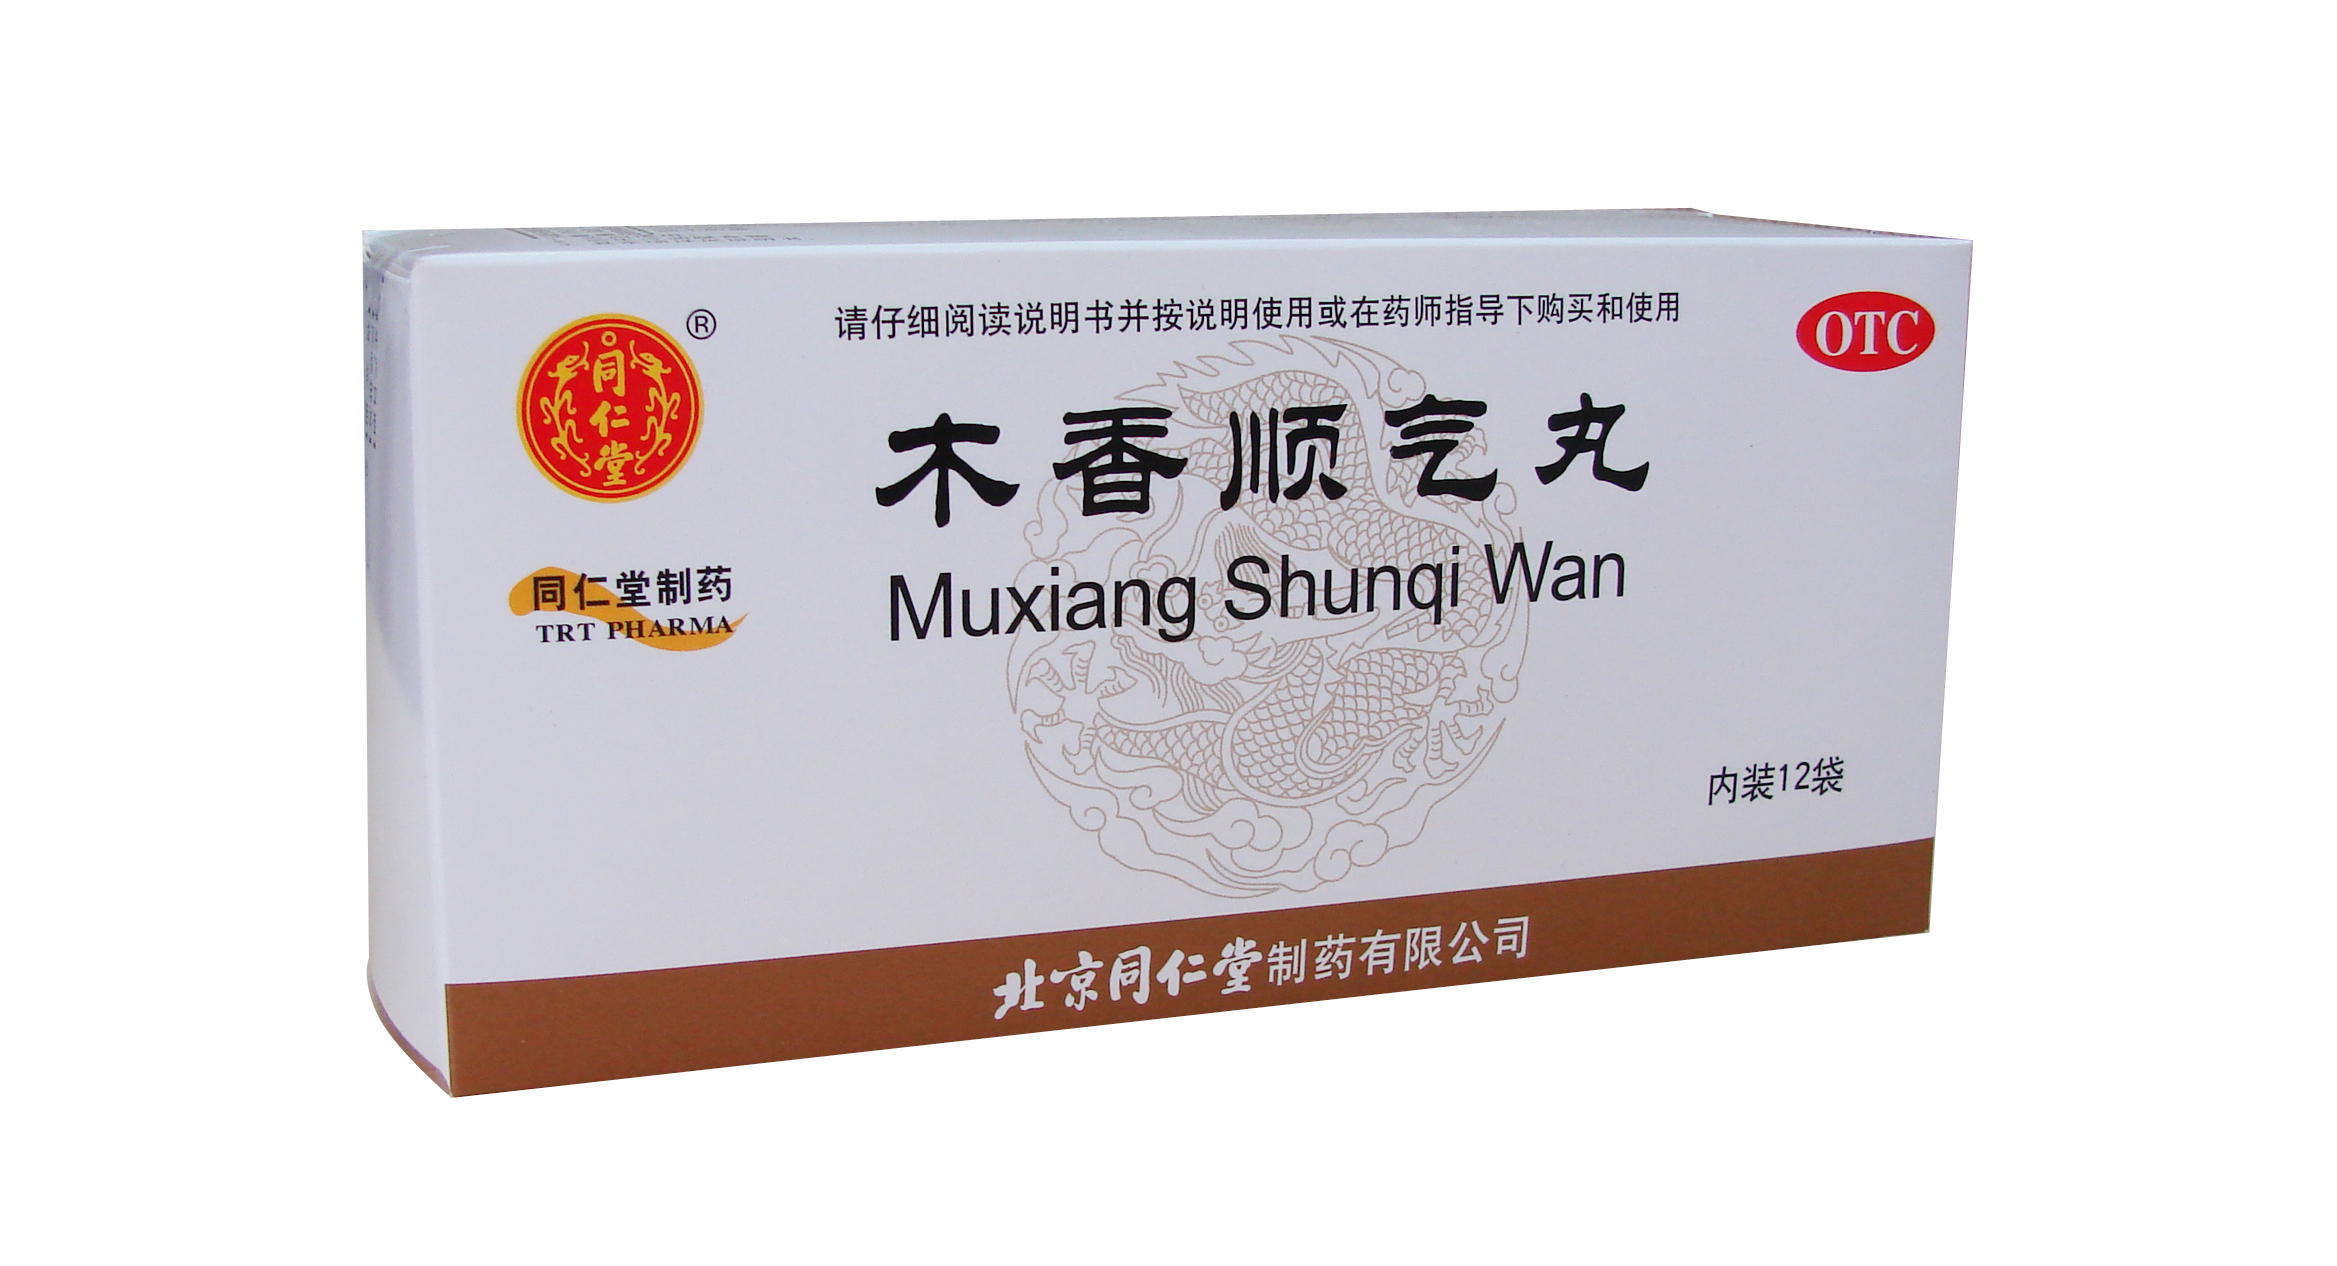 请仔细阅读说明书并按说明使用或在药师指导下购买和使用
OTC
®
同仁堂
木香顺气丸
Muxiang Shunqi Wan
同仁堂制药
TRT PHARMA
内装12袋
北京同仁堂制药有限公司